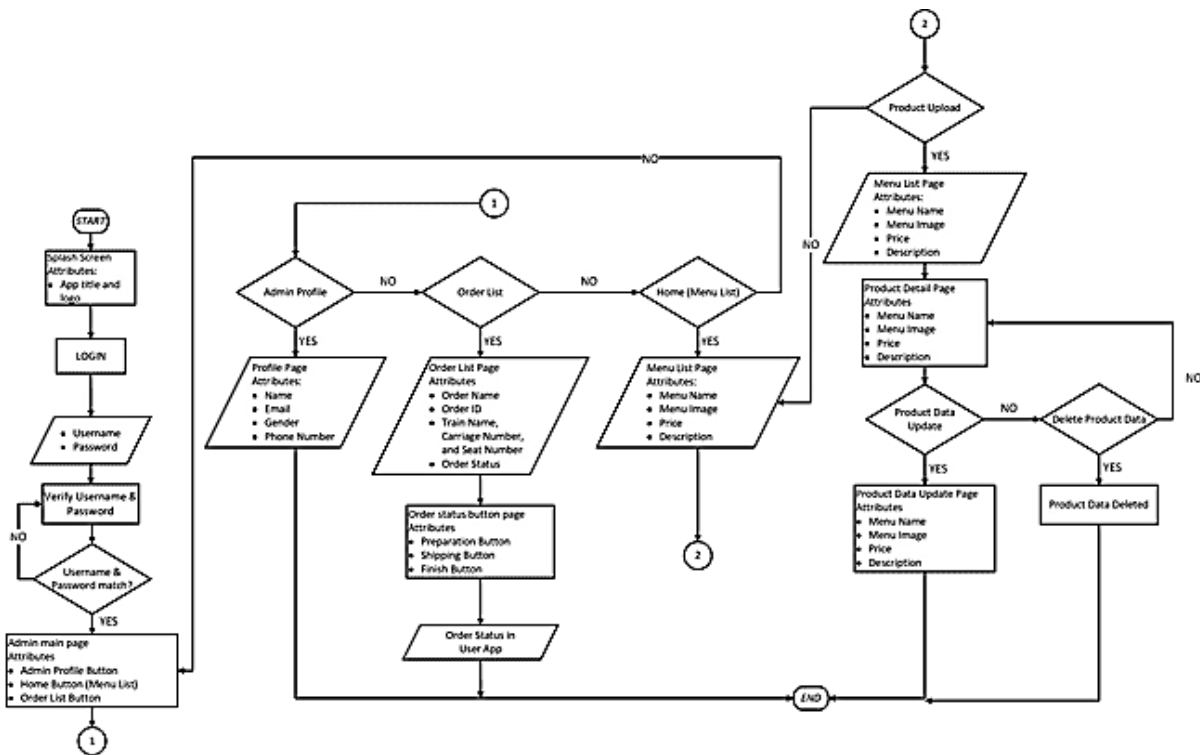 START
Splash Screen
Attributes:
• App title and
logo
LOGIN
• Username
• Password
Verify Username &
Password
NO
Username &
Password match?
YES
Admin main page
Attributes
• Admin Profile Button
• Home Button (Menu List)
• Order List Button
1
NO
1
Admin Profile
NO
Order List
NO
Home (Menu List)
YES
YES
YES
Profile Page
Attributes:
• Name
• Email
• Gender
• Phone Number
Order List Page
Attributes
• Order Name
• Order ID
• Train Name,
Carriage Number,
and Seat Number
• Order Status
Menu List Page
Attributes:
• Menu Name
• Menu Image
• Price
• Description
Order status button page
Attributes
• Preparation Button
• Shipping Button
• Finish Button
2
Order Status in
User App
END
2
Product Upload
NO
YES
Menu List Page
Attributes:
• Menu Name
• Menu Image
• Price
• Description
Product Detail Page
Attributes
• Menu Name
• Menu Image
• Price
• Description
Product Data
Update
NO
Delete Product Data
NO
YES
YES
Product Data Update Page
Attributes
• Menu Name
• Menu Image
• Price
• Description
Product Data Deleted